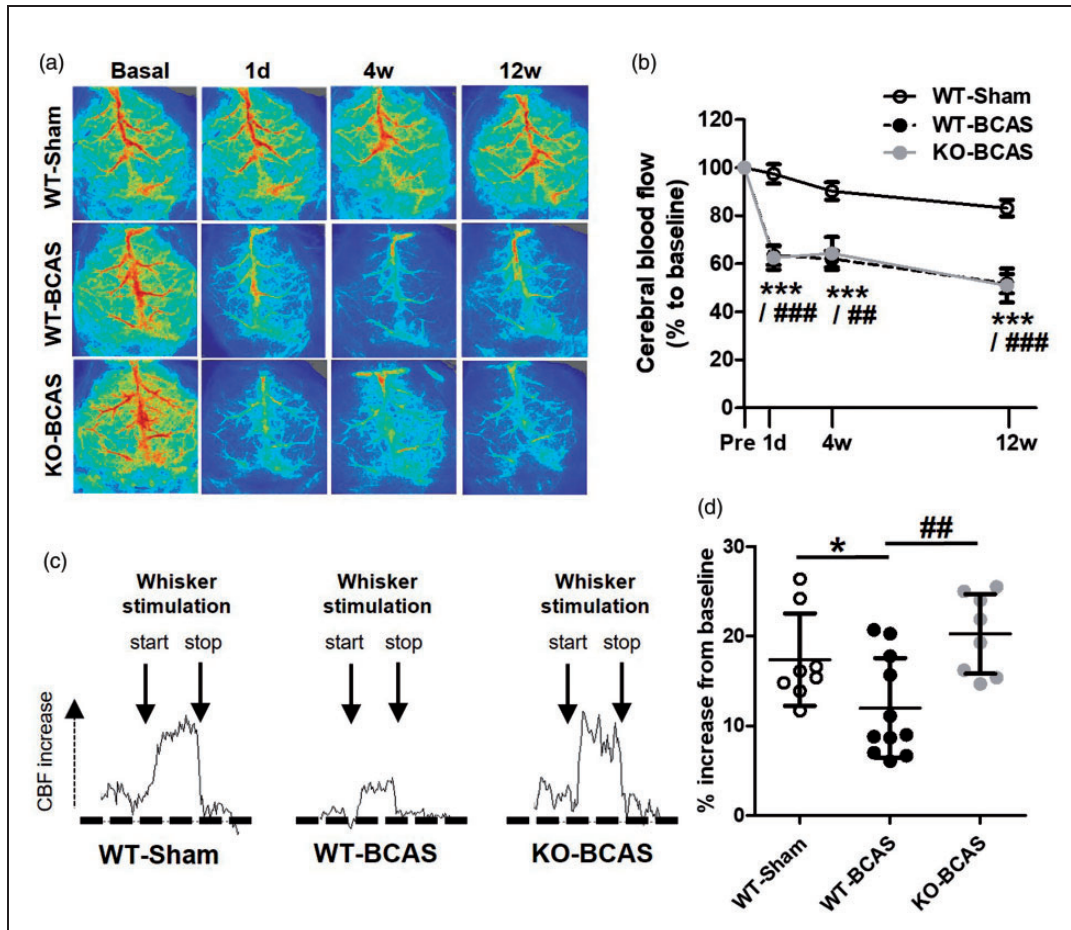 (a)
Basal 1d 4w 12w
WT-Sham
WT-BCAS
KO-BCAS
(b)
WT-Sham
WT-BCAS
KO-BCAS
Cerebral blood flow
(% to baseline)
120
100
80
60
40
20
0
*** *** ***
/ ### / ## / ###
Pre 1d 4w 12w
(c)
Whisker Whisker Whisker
stimulation stimulation stimulation
start stop start stop start stop
CBF increase
WT-Sham WT-BCAS KO-BCAS
(d)
% increase from baseline
30
20
10
0
* ##
WT-Sham
WT-BCAS
KO-BCAS